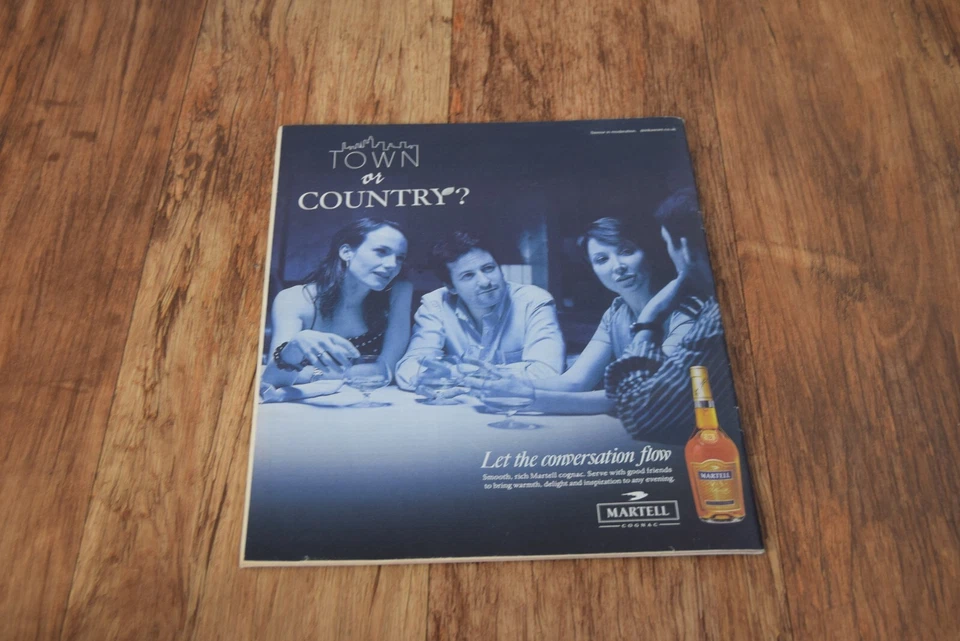 TOWN
or
COUNTRY?
Let the conversation flow
Smooth, rich Martell cognac. Serve with good friends
to bring warmth, delight and inspiration to any evening.
MARTELL
COGNAC
MARTELL